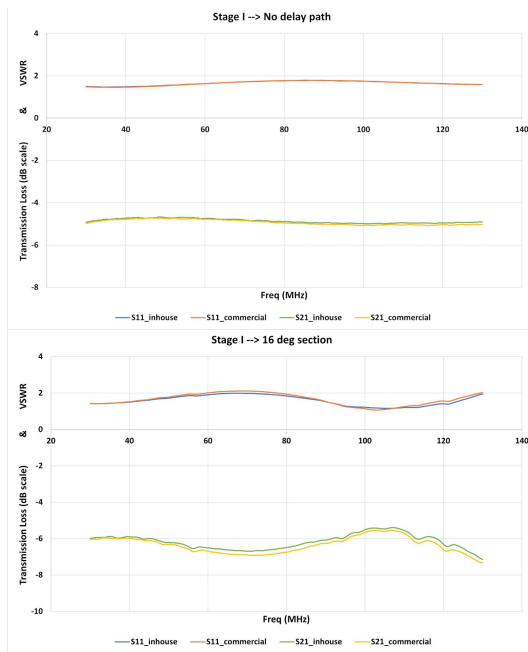 Stage I --> No delay path
4
2
0
20 40 60 80 100 120 140
-2
-4
-6
-8
Transmission Loss (dB scale) & VSWR
Freq (MHz)
S11_inhouse S11_commercial S21_inhouse S21_commercial
Stage I --> 16 deg section
4
2
0
20 40 60 80 100 120 140
-2
-4
-6
-8
-10
Transmission Loss (dB scale) & VSWR
Freq (MHz)
S11_inhouse S11_commercial S21_inhouse S21_commercial